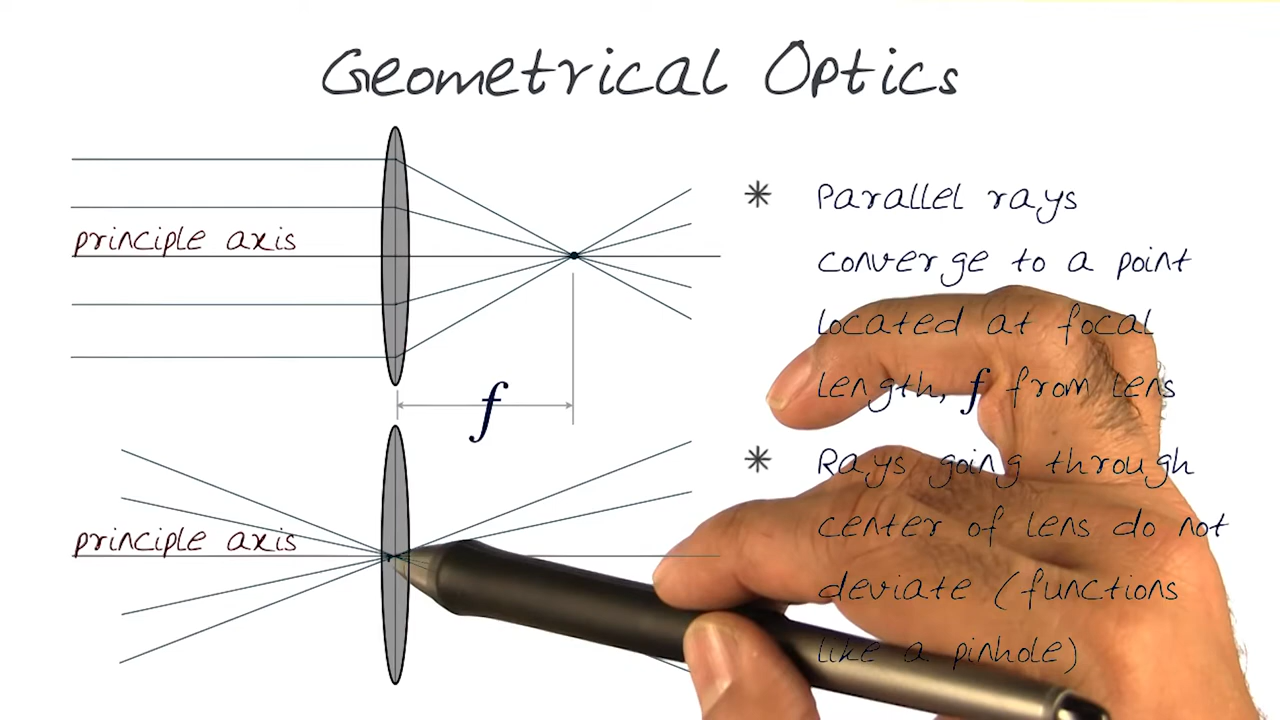 Geometrical Optics
principle axis
f
principle axis
* Parallel rays
converge to a point
located at focal
length, f from lens
* Rays going through
center of lens do not
deviate (functions
like a pinhole)